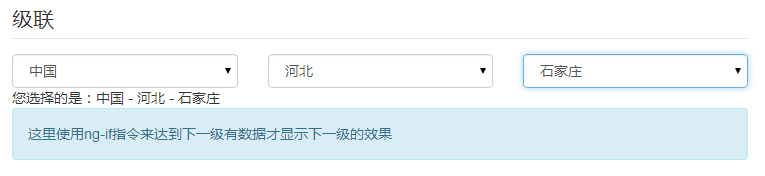 级联
中国 河北 石家庄
您选择的是：中国 - 河北 - 石家庄
这里使用ng-if指令来达到下一级有数据才显示下一级的效果